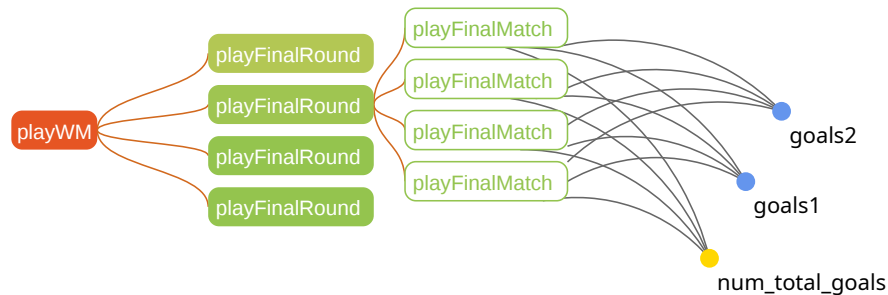 playWM
playFinalRound
playFinalRound
playFinalRound
playFinalRound
playFinalMatch
playFinalMatch
playFinalMatch
playFinalMatch
goals2
goals1
num_total_goals